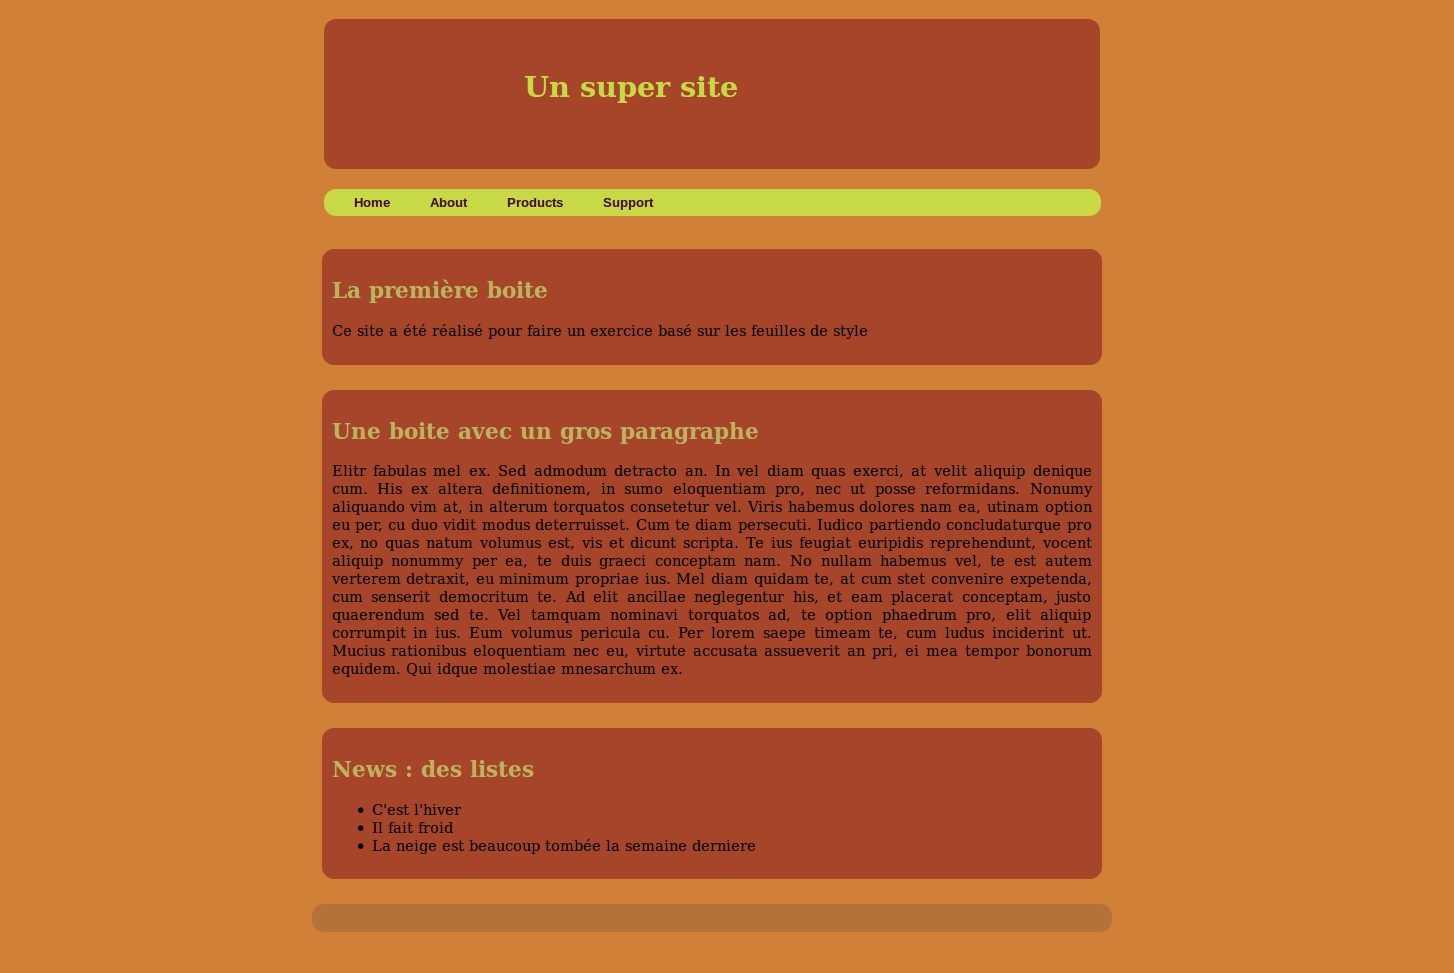 Un super site
Home About Products Support
La première boite
Ce site a été réalisé pour faire un exercice basé sur les feuilles de style
Une boite avec un gros paragraphe
Elitr fabulas mel ex. Sed admodum detracto an. In vel diam quas exerci, at velit aliquip denique
cum. His ex altera definitionem, in sumo eloquentiam pro, nec ut posse reformidans. Nonumy
aliquando vim at, in alterum torquatos consetetur vel. Viris habemus dolores nam ea, utinam option
eu per, cu duo vidit modus deterruisset. Cum te diam persecuti. Iudico partiendo concludaturque pro
ex, no quas natum volumus est, vis et dicunt scripta. Te ius feugiat euripidis reprehendunt, vocent
aliquip nonummy per ea, te duis graeci conceptam nam. No nullam habemus vel, te est autem
verterem detraxit, eu minimum propriae ius. Mel diam quidam te, at cum stet convenire expetenda,
cum senserit democritum te. Ad elit ancillae neglegentur his, et eam placerat conceptam, justo
quaerendum sed te. Vel tamquam nominavi torquatos ad, te option phaedrum pro, elit aliquip
corrumpit in ius. Eum volumus pericula cu. Per lorem saepe timeam te, cum ludus inciderint ut.
Mucius rationibus eloquentiam nec eu, virtute accusata assueverit an pri, ei mea tempor bonorum
equidem. Qui idque molestiae mnesarchum ex.
News : des listes
• C'est l'hiver
• Il fait froid
• La neige est beaucoup tombée la semaine derniere